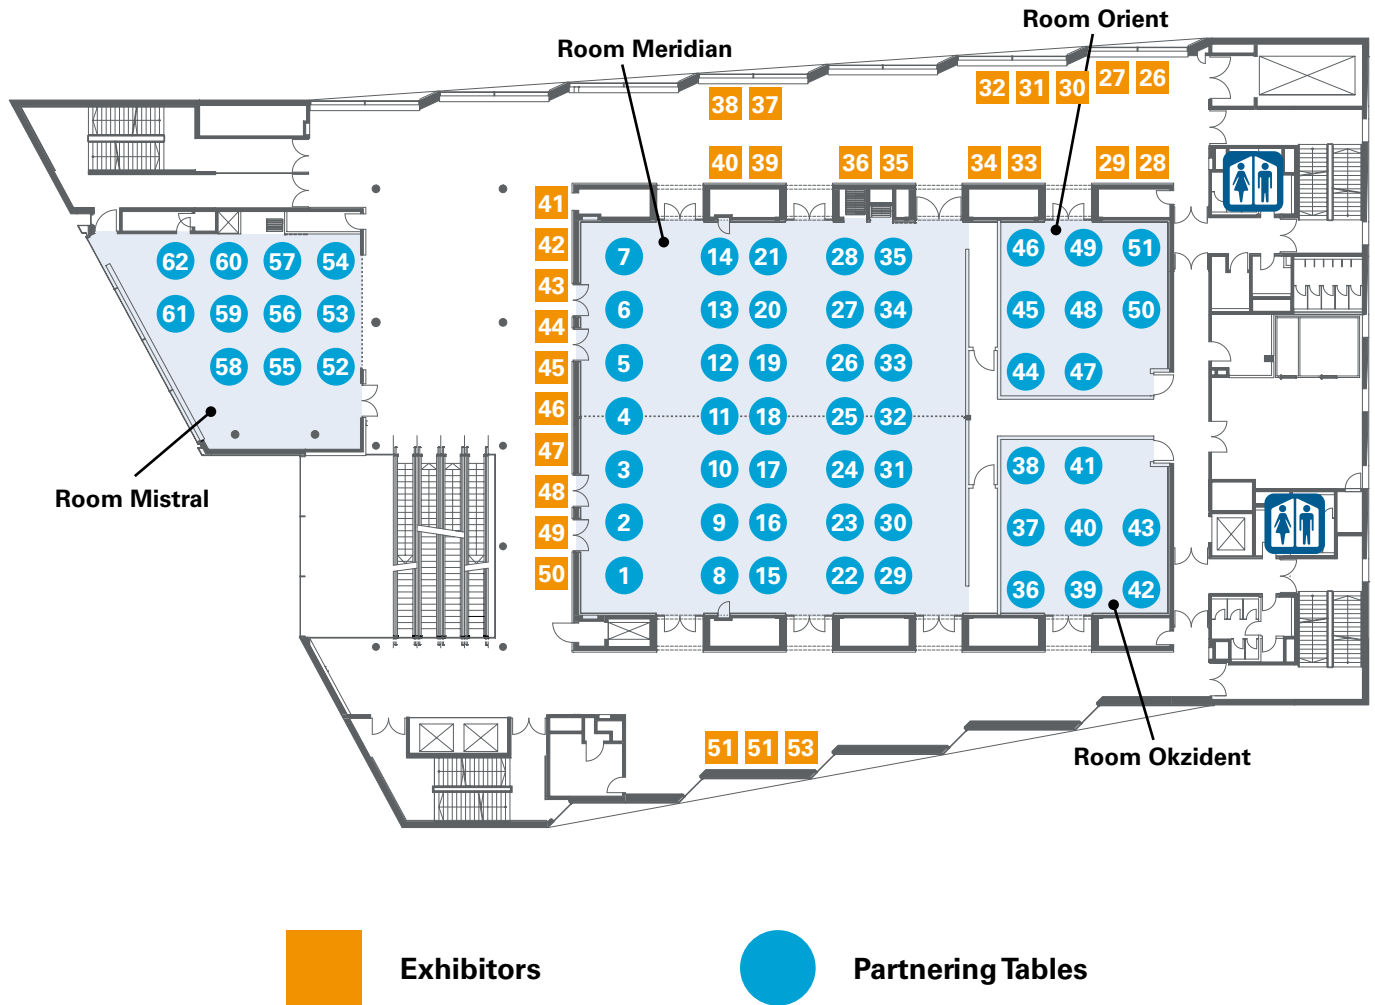 Room Orient
Room Meridian
32 31 30 27 26
38 37
40 39 36 35 34 33 29 28
41
42
43
44
45
46
47
48
49
50
62 60 57 54
61 59 56 53
58 55 52
7 14 21 28 35
6 13 20 27 34
5 12 19 26 33
4 11 18 25 32
3 10 17 24 31
2 9 16 23 30
1 8 15 22 29
46 49 51
45 48 50
44 47
38 41
37 40 43
36 39 42
Room Mistral
51 51 53
Room Okzident
Exhibitors
Partnering Tables